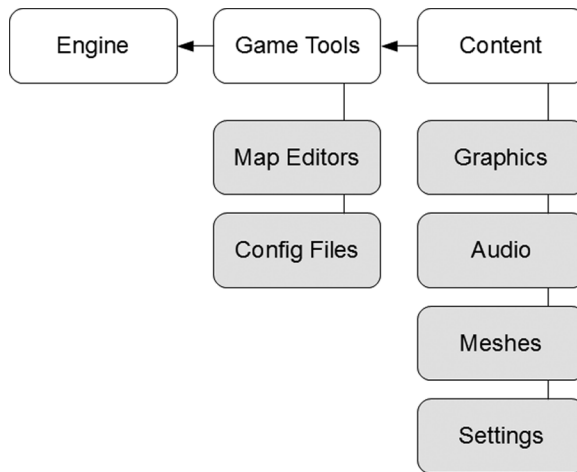 Engine
Game Tools
Content
Map Editors
Graphics
Config Files
Audio
Meshes
Settings